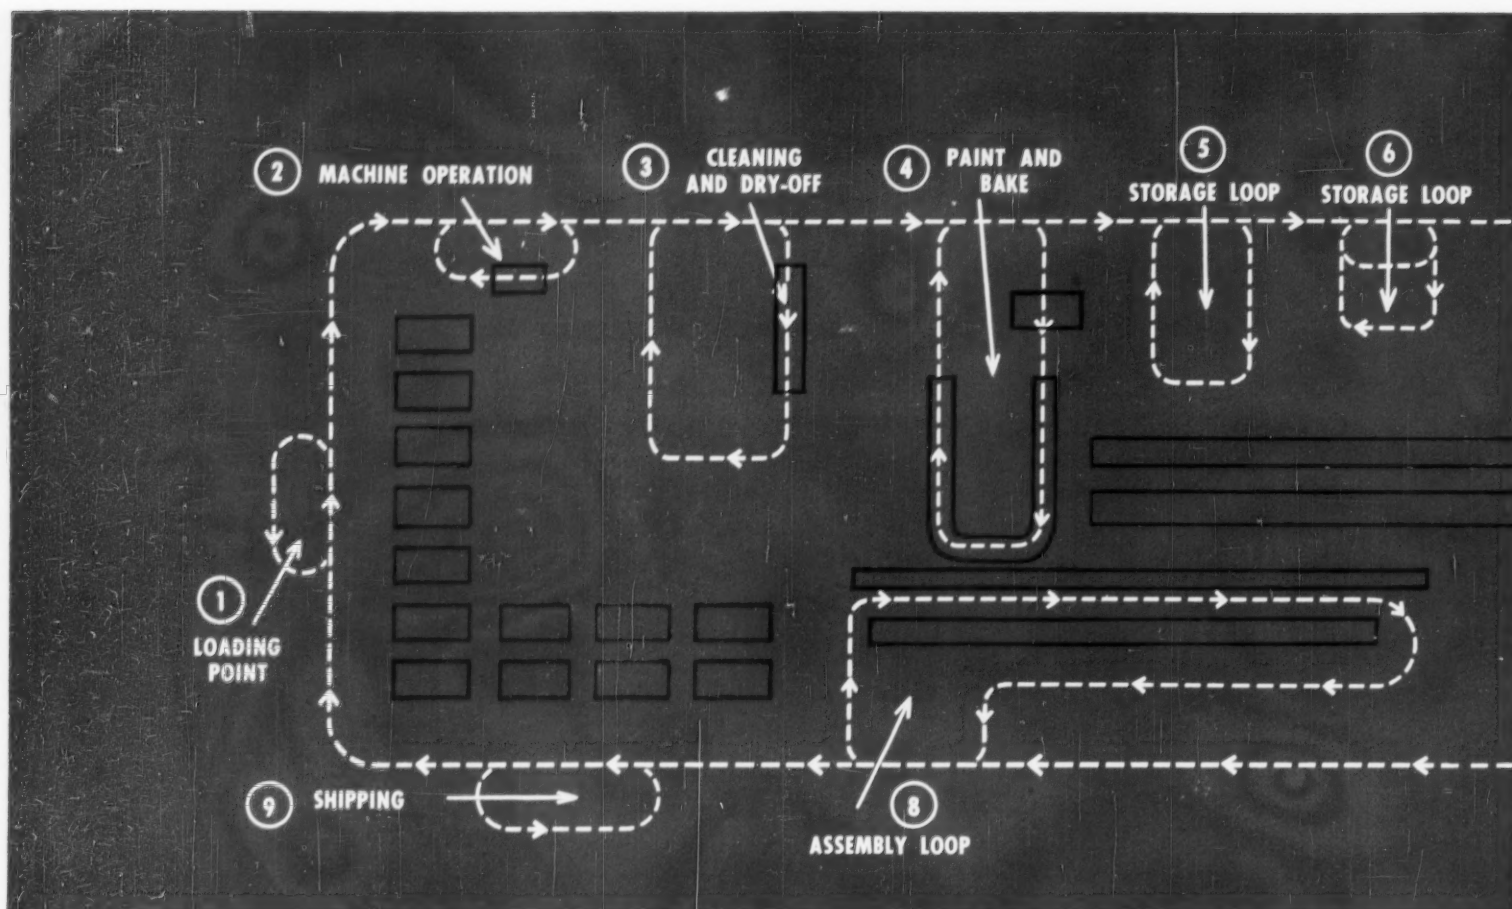 2 MACHINE OPERATION
3 CLEANING
AND DRY-OFF
4 PAINT AND
BAKE
5
STORAGE LOOP
6
STORAGE LOOP
1
LOADING
POINT
9 SHIPPING
8
ASSEMBLY LOOP